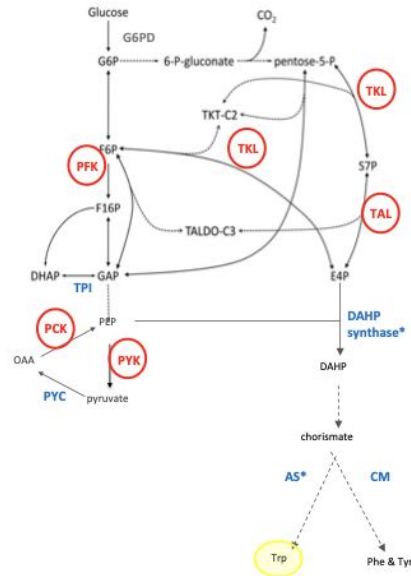 Glucose
CO2
G6PD
G6P
6-P-gluconate
pentose-5-P
TKL
TKT-C2
TKL
F6P
PFK
S7P
F16P
TAL
TALDO-C3
DHAP
GAP
E4P
TPI
PEP
DAHP
synthase*
PCK
PYK
OAA
DAHP
PYC
pyruvate
chorismate
AS*
CM
Trp
Phe & Tyr